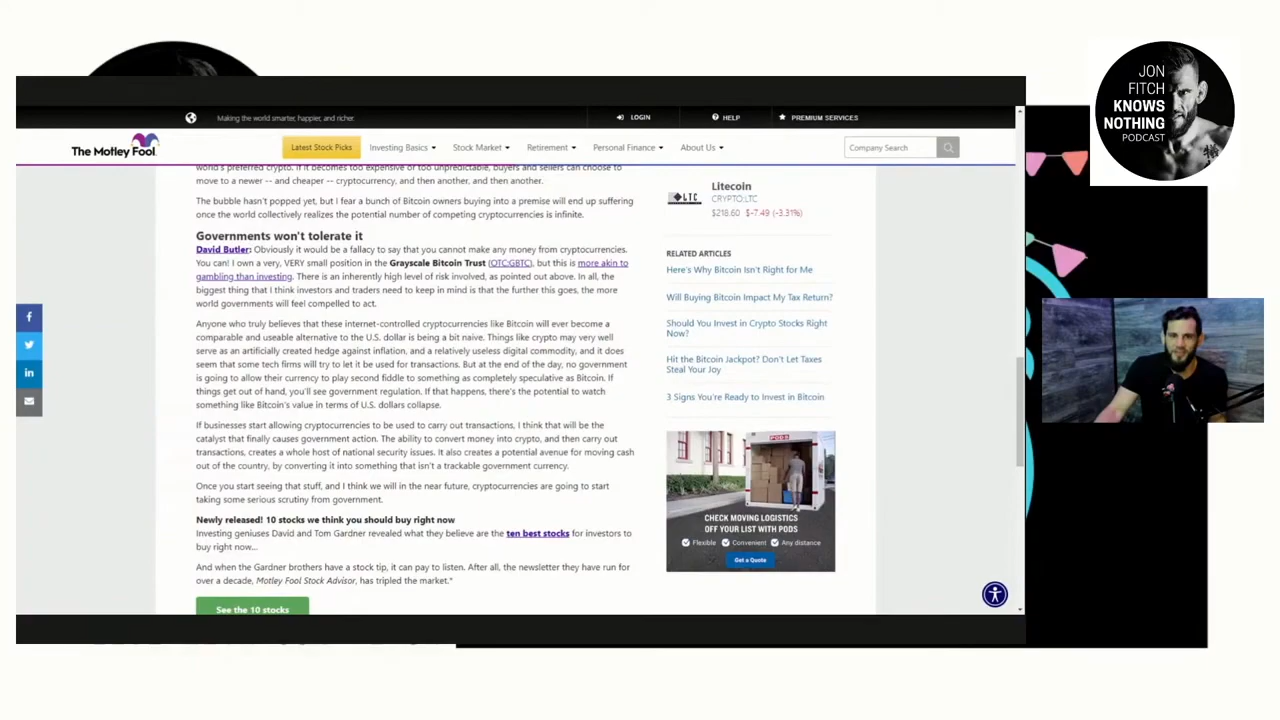 JON
FITCH
KNOWS
NOTHING
PODCAST
Making the world smarter, happier, and richer.
LOGIN
HELP
PREMIUM SERVICES
The Motley Fool.
Latest Stock Picks
Investing Basics
Stock Market
Retirement
Personal Finance
About Us
Company Search
world's preferred crypto. If it becomes too expensive or too unpredictable, buyers and sellers can choose to
move to a newer -- and cheaper -- cryptocurrency, and then another, and then another.
The bubble hasn't popped yet, but I fear a bunch of Bitcoin owners buying into a premise will end up suffering
once the world collectively realizes the potential number of competing cryptocurrencies is infinite.
Governments won't tolerate it
David Butler: Obviously it would be a fallacy to say that you cannot make any money from cryptocurrencies.
You can! I own a very, VERY small position in the Grayscale Bitcoin Trust (OTC:GBTC), but this is more akin to
gambling than investing. There is an inherently high level of risk involved, as pointed out above. In all, the
biggest thing that I think investors and traders need to keep in mind is that the further this goes, the more
world governments will feel compelled to act.
Anyone who truly believes that these internet-controlled cryptocurrencies like Bitcoin will ever become a
comparable and useable alternative to the U.S. dollar is being a bit naive. Things like crypto may very well
serve as an artificially created hedge against inflation, and a relatively useless digital commodity, and it does
seem that some tech firms will try to let it be used for transactions. But at the end of the day, no government
is going to allow their currency to play second fiddle to something as completely speculative as Bitcoin. If
things get out of hand, you'll see government regulation. If that happens, there's the potential to watch
something like Bitcoin's value in terms of U.S. dollars collapse.
If businesses start allowing cryptocurrencies to be used to carry out transactions, I think that will be the
catalyst that finally causes government action. The ability to convert money into crypto, and then carry out
transactions, creates a whole host of national security issues. It also creates a potential avenue for moving cash
out of the country, by converting it into something that isn't a trackable government currency.
Once you start seeing that stuff, and I think we will in the near future, cryptocurrencies are going to start
taking some serious scrutiny from government.
Newly released! 10 stocks we think you should buy right now
Investing geniuses David and Tom Gardner revealed what they believe are the ten best stocks for investors to
buy right now...
And when the Gardner brothers have a stock tip, it can pay to listen. After all, the newsletter they have run for
over a decade, Motley Fool Stock Advisor, has tripled the market.*
See the 10 stocks
LTC
Litecoin
CRYPTO:LTC
$218.60 $-7.49 (-3.31%)
RELATED ARTICLES
Here's Why Bitcoin Isn't Right for Me
Will Buying Bitcoin Impact My Tax Return?
Should You Invest in Crypto Stocks Right
Now?
Hit the Bitcoin Jackpot? Don't Let Taxes
Steal Your Joy
3 Signs You're Ready to Invest in Bitcoin
PODS
CHECK MOVING LOGISTICS
OFF YOUR LIST WITH PODS
Flexible
Convenient
Any distance
Get a Quote